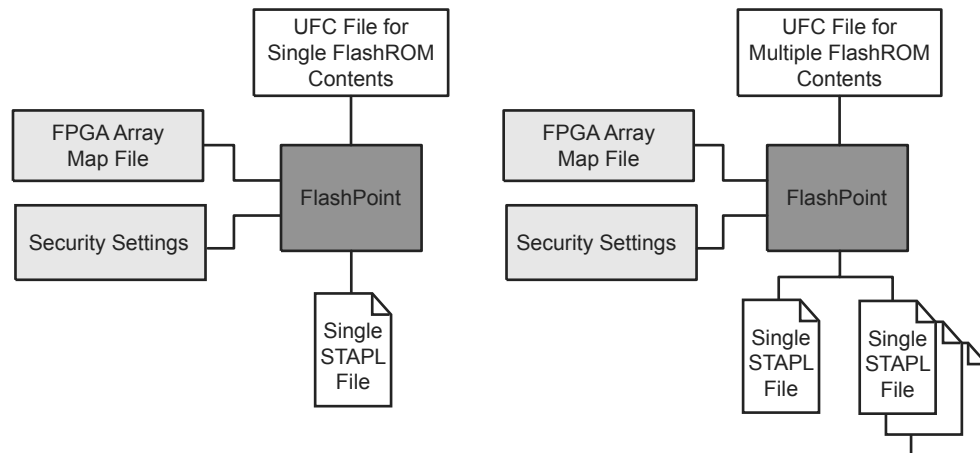 UFC File for
Single FlashROM
Contents
FPGA Array
Map File
FlashPoint
Security Settings
Single
STAPL
File
UFC File for
Multiple FlashROM
Contents
FPGA Array
Map File
FlashPoint
Security Settings
Single
STAPL
File
Single
STAPL
File